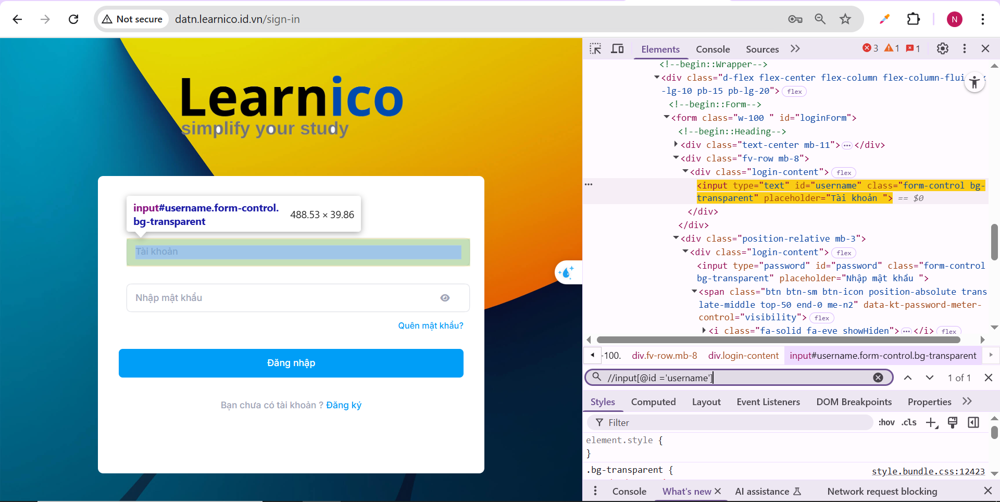 Not secure
datn.learnico.id.vn/sign-in
N
Learnico
simplify your study
input#username.form-control.
bg-transparent
488.53 × 39.86
Tài khoản
Nhập mật khẩu
Quên mật khẩu?
Đăng nhập
Bạn chưa có tài khoản ? Đăng ký
Elements
Console
Sources
3
1
1
<!--begin::Wrapper-->
<div class="d-flex flex-center flex-column flex-column-flui
-lg-10 pb-15 pb-lg-20"> flex
<!--begin::Form-->
<form class="w-100 " id="loginForm">
<!--begin::Heading-->
<div class="text-center mb-11">…</div>
<div class="fv-row mb-8">
<div class="login-content"> flex
<input type="text" id="username" class="form-control bg-
transparent" placeholder="Tài khoản "> == $0
</div>
</div>
<div class="position-relative mb-3">
<div class="login-content"> flex
<input type="password" id="password" class="form-control
bg-transparent" placeholder="Nhập mật khẩu ">
<span class="btn btn-sm btn-icon position-absolute trans
late-middle top-50 end-0 me-n2" data-kt-password-meter-
control="visibility"> flex
<i class="fa-solid fa-eye showHiden">…</i> flex
-100.
div.fv-row.mb-8
div.login-content
input#username.form-control.bg-transparent
//input[@id ='username']
1 of 1
Styles
Computed
Layout
Event Listeners
DOM Breakpoints
Properties
Filter
:hov
.cls
element.style {
}
.bg-transparent {
style.bundle.css:12423
Console
What's new
AI assistance
Network request blocking